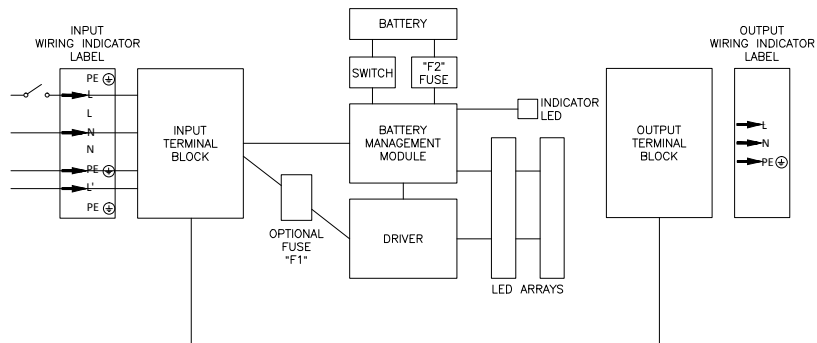 INPUT
WIRING INDICATOR
LABEL
PE
L
L
N
N
PE
L'
PE
INPUT
TERMINAL
BLOCK
OPTIONAL
FUSE
"F1"
BATTERY
SWITCH
"F2"
FUSE
BATTERY
MANAGEMENT
MODULE
INDICATOR
LED
DRIVER
LED ARRAYS
OUTPUT
TERMINAL
BLOCK
OUTPUT
WIRING INDICATOR
LABEL
L
N
PE